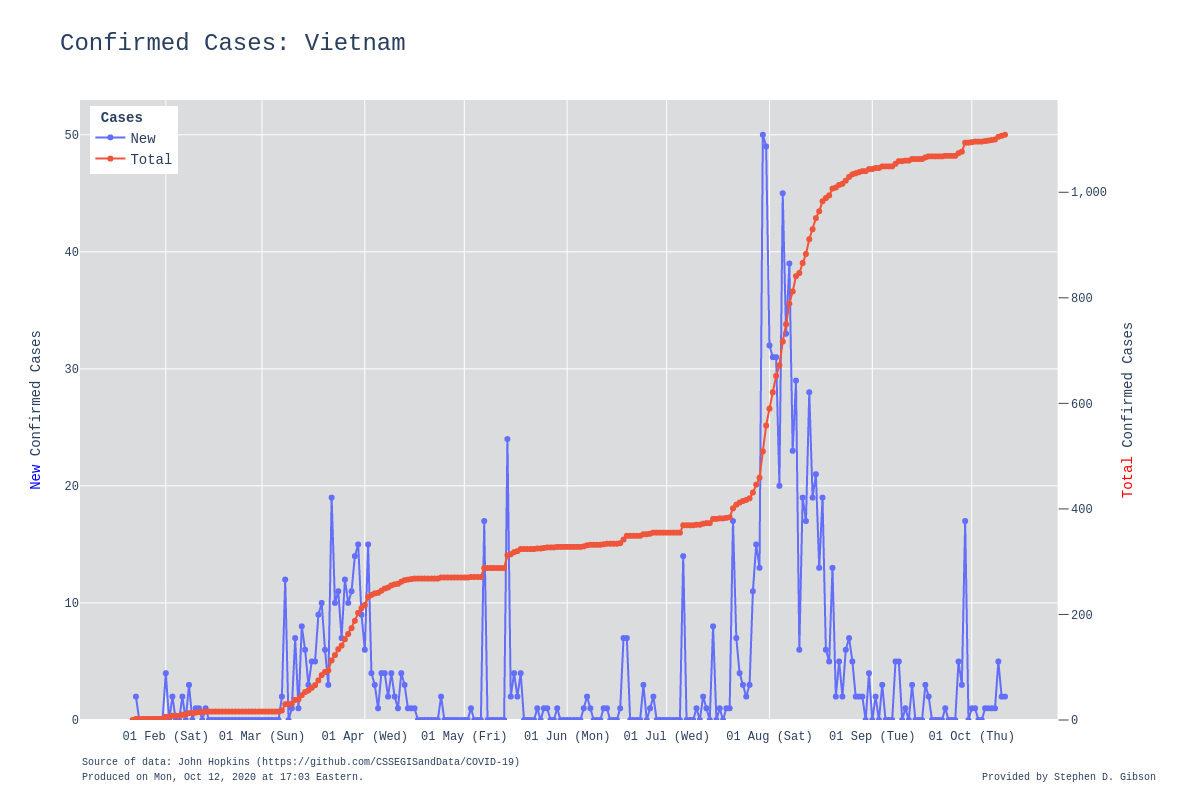 Confirmed Cases: Vietnam
Cases
New
Total
50
40
30
20
10
0
1,000
800
600
400
200
0
New Confirmed Cases
Total Confirmed Cases
01 Feb (Sat) 01 Mar (Sun) 01 Apr (Wed) 01 May (Fri) 01 Jun (Mon) 01 Jul (Wed) 01 Aug (Sat) 01 Sep (Tue) 01 Oct (Thu)
Source of data: John Hopkins (https://github.com/CSSEGISandData/COVID-19)
Produced on Mon, Oct 12, 2020 at 17:03 Eastern.
Provided by Stephen D. Gibson